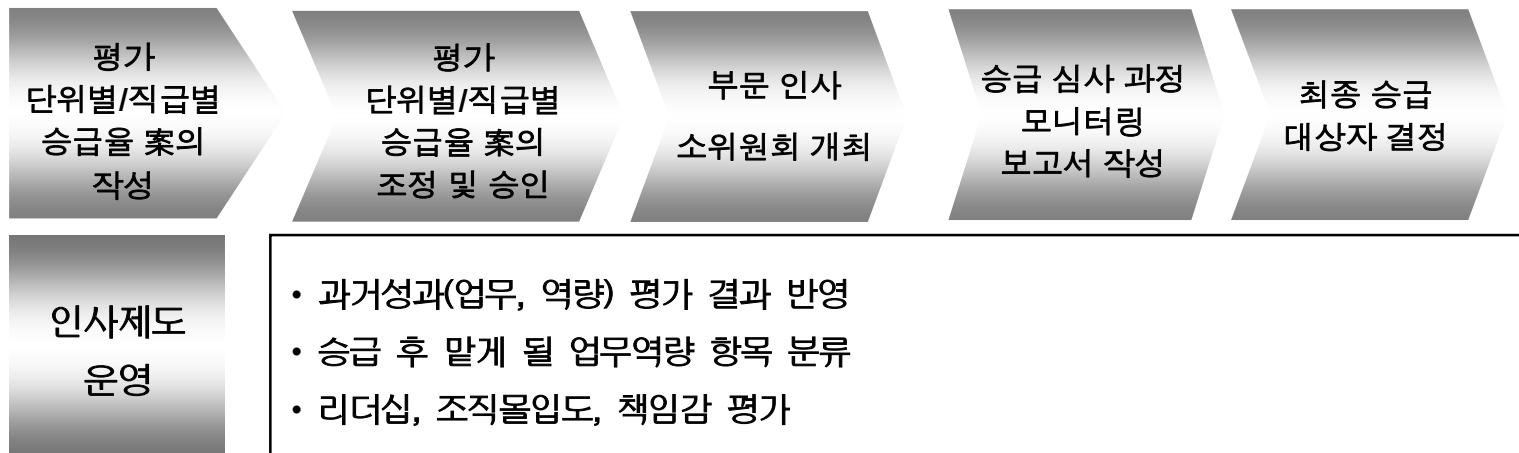 평가
단위별/직급별
승급율 案의
작성
평가
단위별/직급별
승급율 案의
조정 및 승인
부문 인사
소위원회 개최
승급 심사 과정
모니터링
보고서 작성
최종 승급
대상자 결정
인사제도
운영
• 과거성과(업무, 역량) 평가 결과 반영
• 승급 후 맡게 될 업무역량 항목 분류
• 리더십, 조직몰입도, 책임감 평가